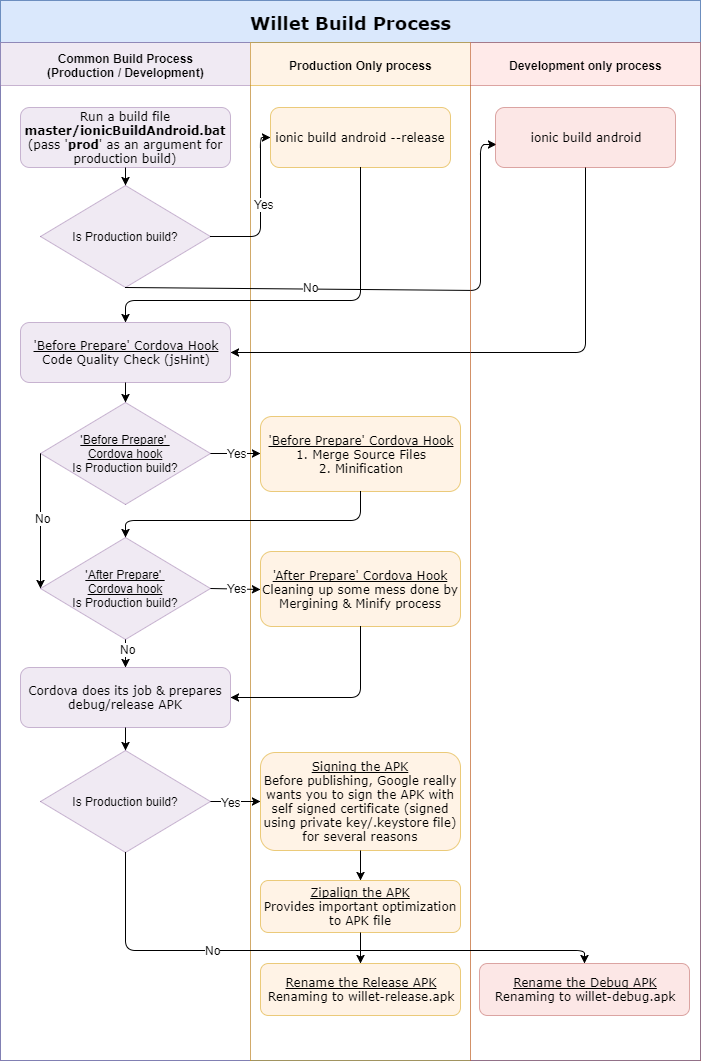 Willet Build Process
Common Build Process
(Production / Development)
Production Only process
Development only process
Run a build file
master/ionicBuildAndroid.bat
(pass 'prod' as an argument for
production build)
ionic build android --release
ionic build android
Yes
Is Production build?
No
'Before Prepare' Cordova Hook
Code Quality Check (jsHint)
'Before Prepare'
Cordova hook
Is Production build?
Yes
'Before Prepare' Cordova Hook
1. Merge Source Files
2. Minification
No
'After Prepare'
Cordova hook
Is Production build?
Yes
'After Prepare' Cordova Hook
Cleaning up some mess done by
Mergining & Minify process
No
Cordova does its job & prepares
debug/release APK
Is Production build?
Yes
Signing the APK
Before publishing, Google really
wants you to sign the APK with
self signed certificate (signed
using private key/.keystore file)
for several reasons
Zipalign the APK
Provides important optimization
to APK file
No
Rename the Release APK
Renaming to willet-release.apk
Rename the Debug APK
Renaming to willet-debug.apk